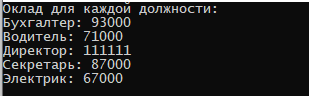 Оклад для каждой должности:
Бухгалтер: 93000
Водитель: 71000
Директор: 111111
Секретарь: 87000
Электрик: 67000